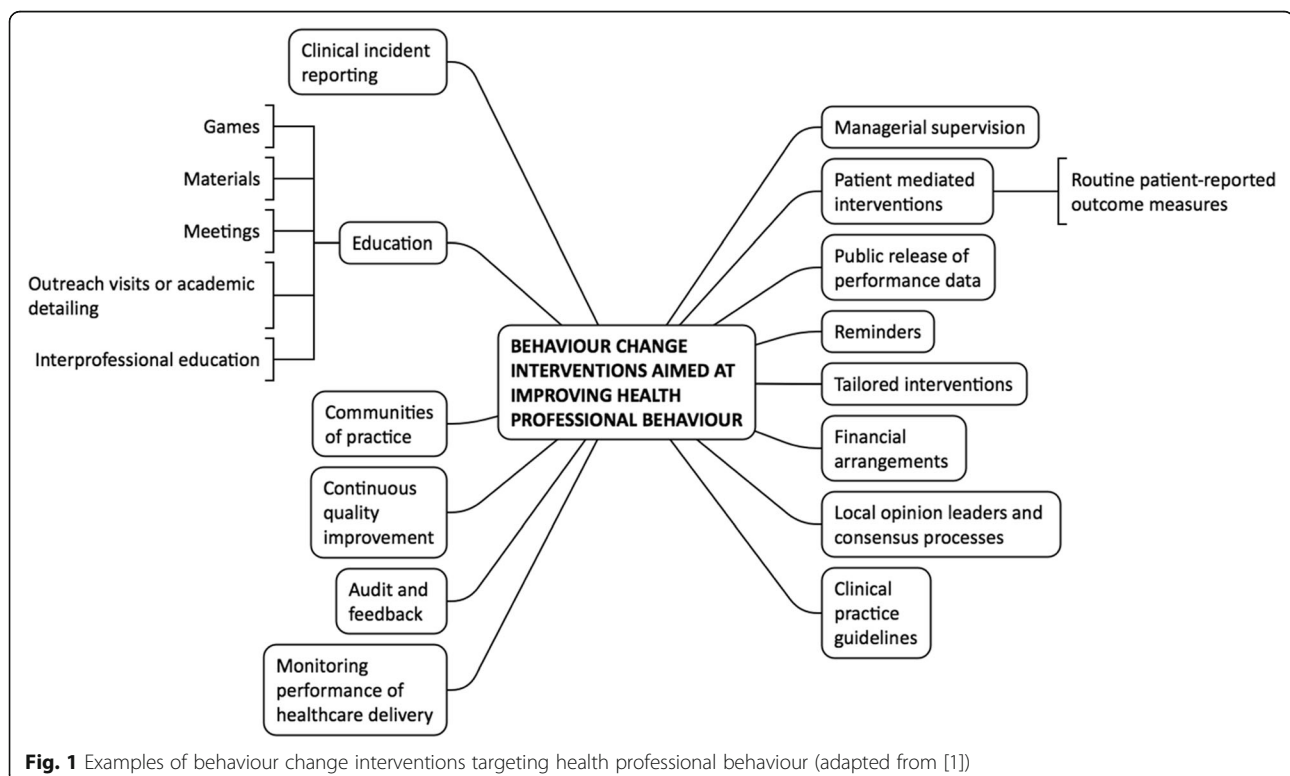 Clinical incident
reporting
Games
Materials
Meetings
Outreach visits or academic
detailing
Interprofessional education
Education
Communities
of practice
Continuous
quality
improvement
Audit and
feedback
Monitoring
performance of
healthcare delivery
BEHAVIOUR CHANGE
INTERVENTIONS AIMED AT
IMPROVING HEALTH
PROFESSIONAL BEHAVIOUR
Managerial supervision
Patient mediated
interventions
Routine patient-reported
outcome measures
Public release of
performance data
Reminders
Tailored interventions
Financial
arrangements
Local opinion leaders and
consensus processes
Clinical
practice
guidelines
Fig. 1 Examples of behaviour change interventions targeting health professional behaviour (adapted from [1])